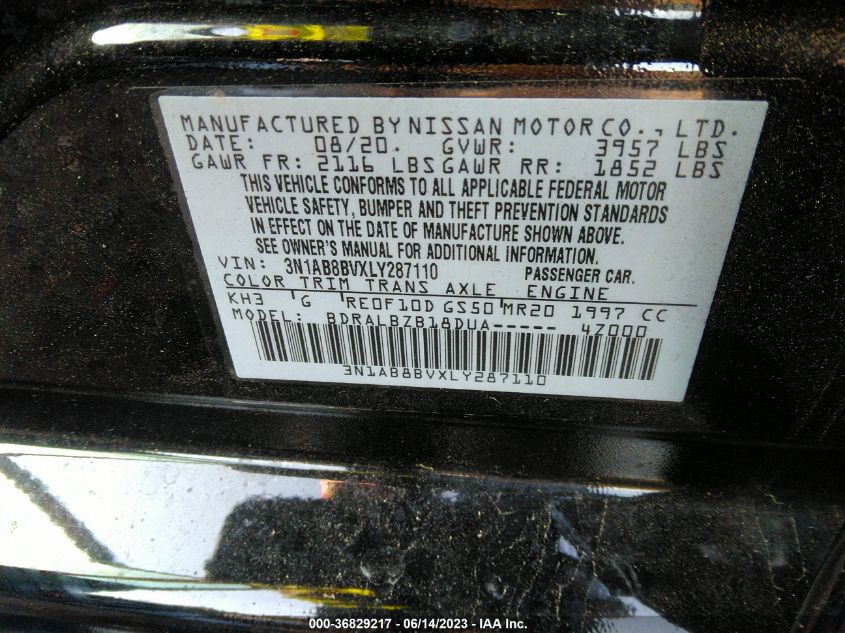 MANUFACTURED BY NISSAN MOTOR CO., LTD.
DATE: 08/20. GVWR: 3957 LBS
GAWR FR: 2116 LBS GAWR RR: 1852 LBS
THIS VEHICLE CONFORMS TO ALL APPLICABLE FEDERAL MOTOR
VEHICLE SAFETY, BUMPER AND THEFT PREVENTION STANDARDS
IN EFFECT ON THE DATE OF MANUFACTURE SHOWN ABOVE.
SEE OWNER'S MANUAL FOR ADDITIONAL INFORMATION.
VIN: 3N1AB8BVXLY287110 PASSENGER CAR.
COLOR TRIM TRANS AXLE ENGINE
KH3 G RE0F10D GS50 MR20 1997 CC
MODEL: BDRALBZB18DUA----- 4Z000
3N1AB8BVXLY287110
000-36829217 - 06/14/2023 - IAA Inc.